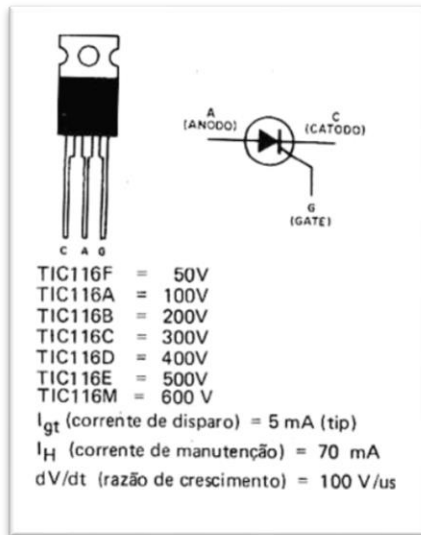 A
(ANODO)
C
(CATODO)
G
(GATE)
C A G
TIC116F = 50V
TIC116A = 100V
TIC116B = 200V
TIC116C = 300V
TIC116D = 400V
TIC116E = 500V
TIC116M = 600 V
Igt (corrente de disparo) = 5 mA (tip)
IH (corrente de manutenção) = 70 mA
dV/dt (razão de crescimento) = 100 V/us